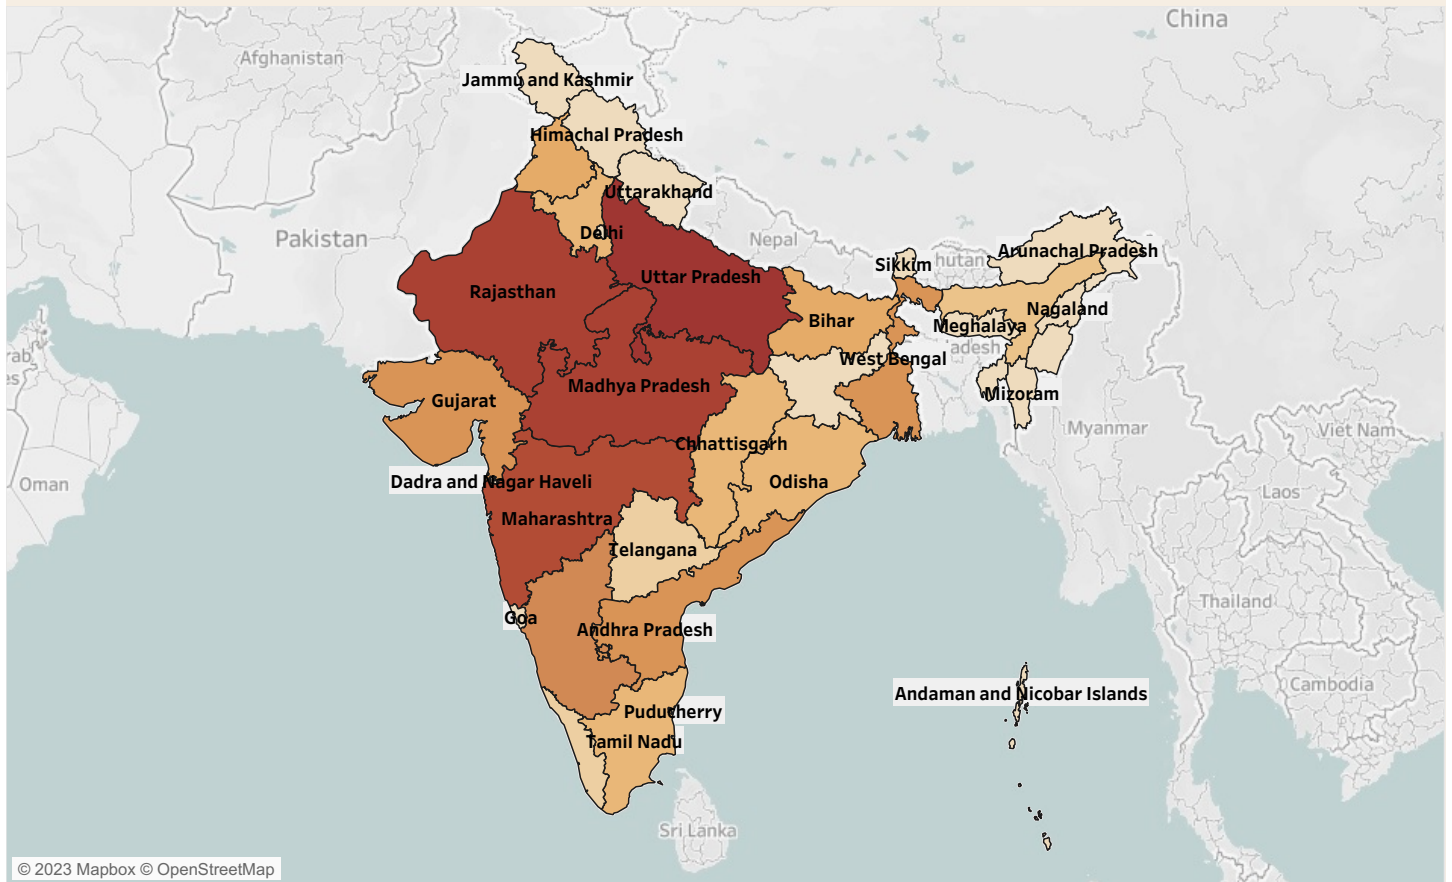 China
Afghanistan
Jammu and Kashmir
Himachal Pradesh
Uttarakhand
Delhi
Pakistan
Nepal
Arunachal Pradesh
Sikkim
hutan
Uttar Pradesh
Rajasthan
Nagaland
Bihar
Meghalaya
adesh
West Bengal
rab
es
Madhya Pradesh
Mizoram
Gujarat
Myanmar
Viet Nam
Chhattisgarh
Oman
Dadra and Nagar Haveli
Odisha
Laos
Maharashtra
Telangana
Thailand
Goa
Andhra Pradesh
Cambodia
Andaman and Nicobar Islands
Puducherry
Tamil Nadu
Sri Lanka
© 2023 Mapbox © OpenStreetMap